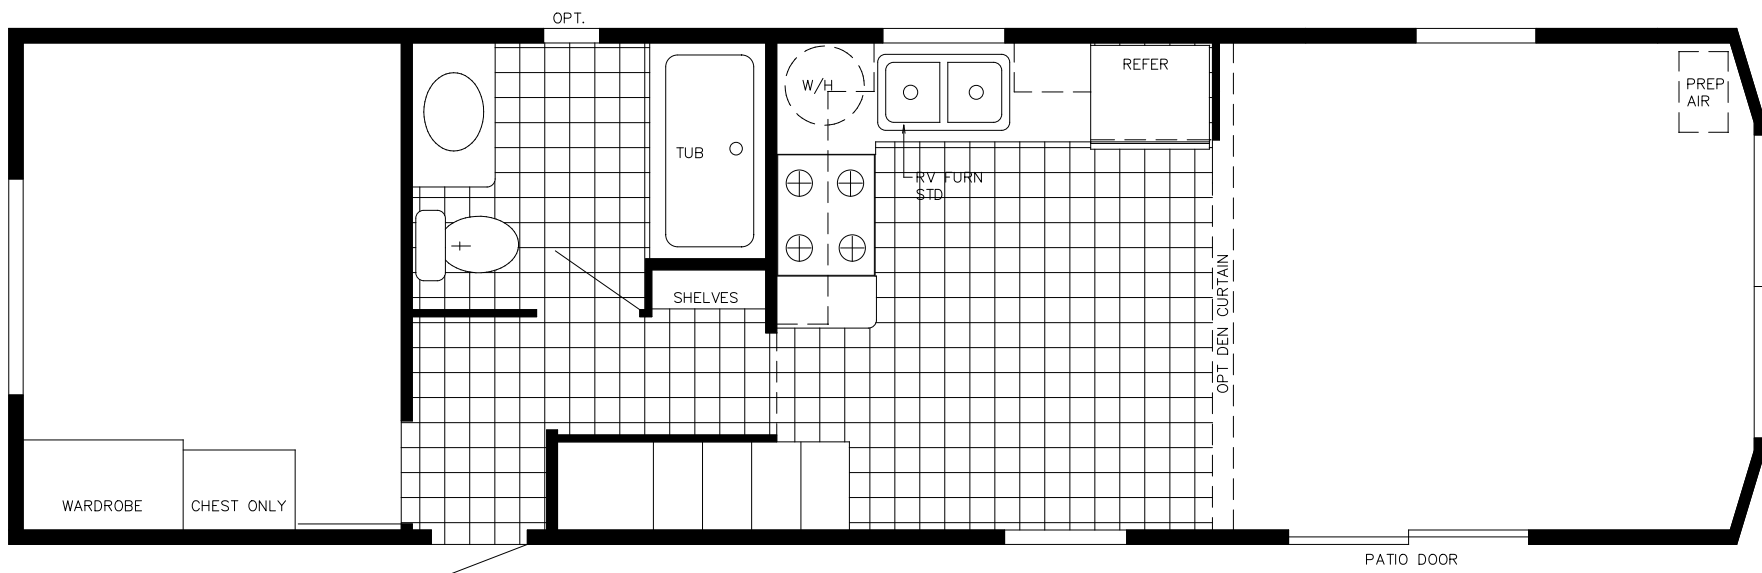 OPT.
REFER
W/H
PREP
AIR
TUB
RV FURN
STD
SHELVES
OPT DEN CURTAIN
WARDROBE
CHEST ONLY
PATIO DOOR